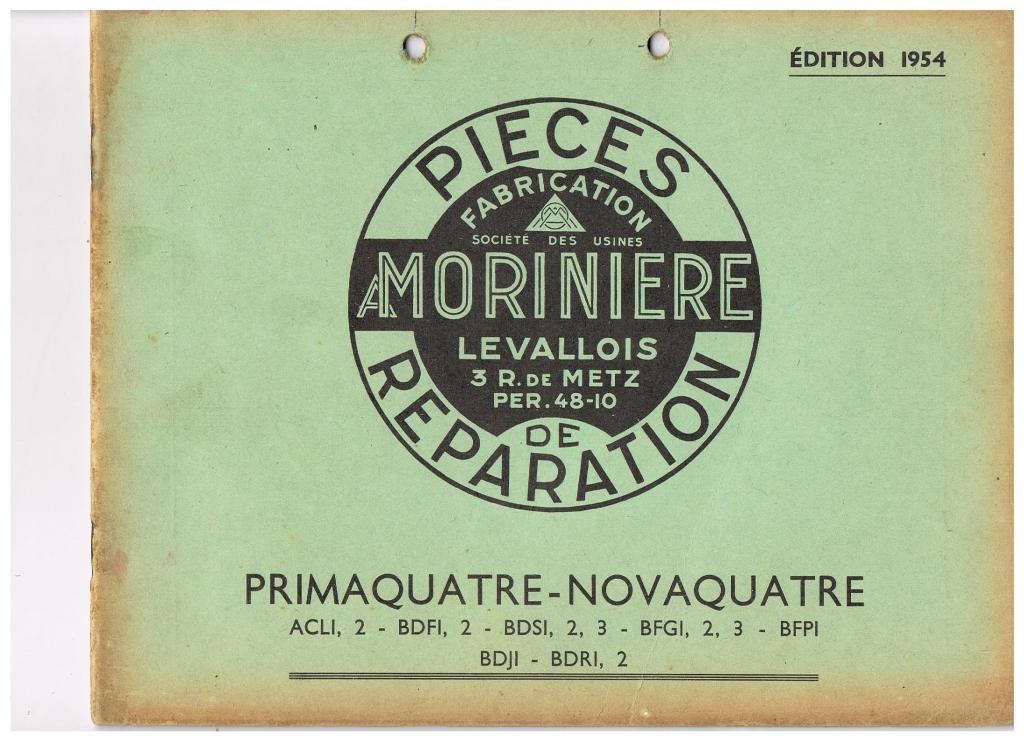 ÉDITION 1954
PIECES
FABRICATION
SOCIÉTÉ DES USINES
AMORINIERE
LEVALLOIS
3 R. DE METZ
PER. 48-10
DE
REPARATION
PRIMAQUATRE-NOVAQUATRE
ACLI, 2 - BDFI, 2 - BDSI, 2, 3 - BFGI, 2, 3 - BFPI
BDJI - BDRI, 2